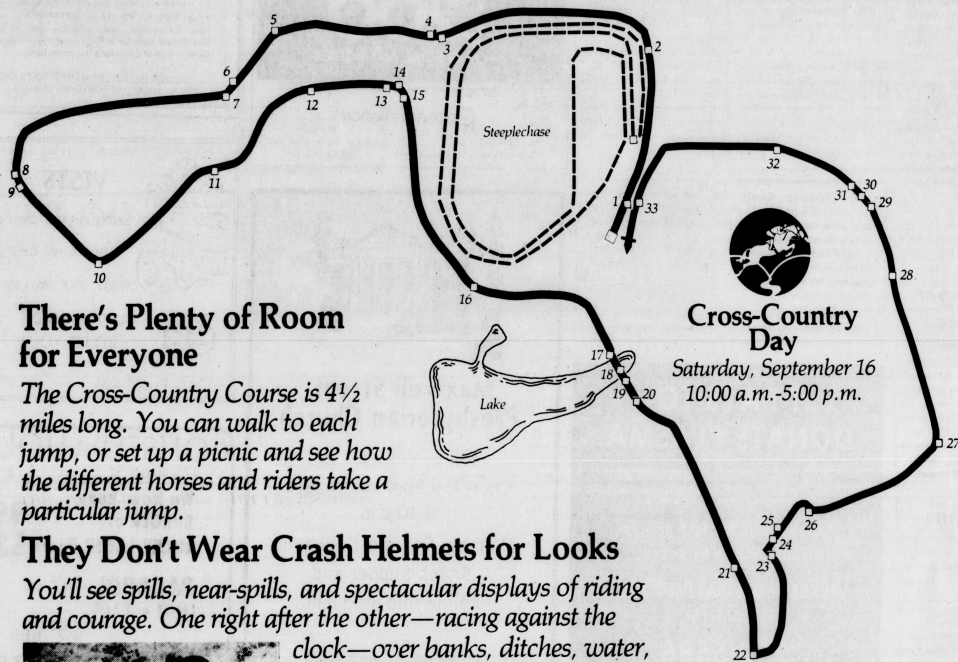 5
4
3
2
6
7
12
13
14
15
Steeplechase
8
9
11
10
1
33
32
31
30
29
28
16
17
18
19
20
Lake
27
26
25
24
23
21
22
Cross-Country
Day
Saturday, September 16
10:00 a.m.-5:00 p.m.
There's Plenty of Room
for Everyone
The Cross-Country Course is 4½
miles long. You can walk to each
jump, or set up a picnic and see how
the different horses and riders take a
particular jump.
They Don't Wear Crash Helmets for Looks
You'll see spills, near-spills, and spectacular displays of riding
and courage. One right after the other—racing against the
clock—over banks, ditches, water,